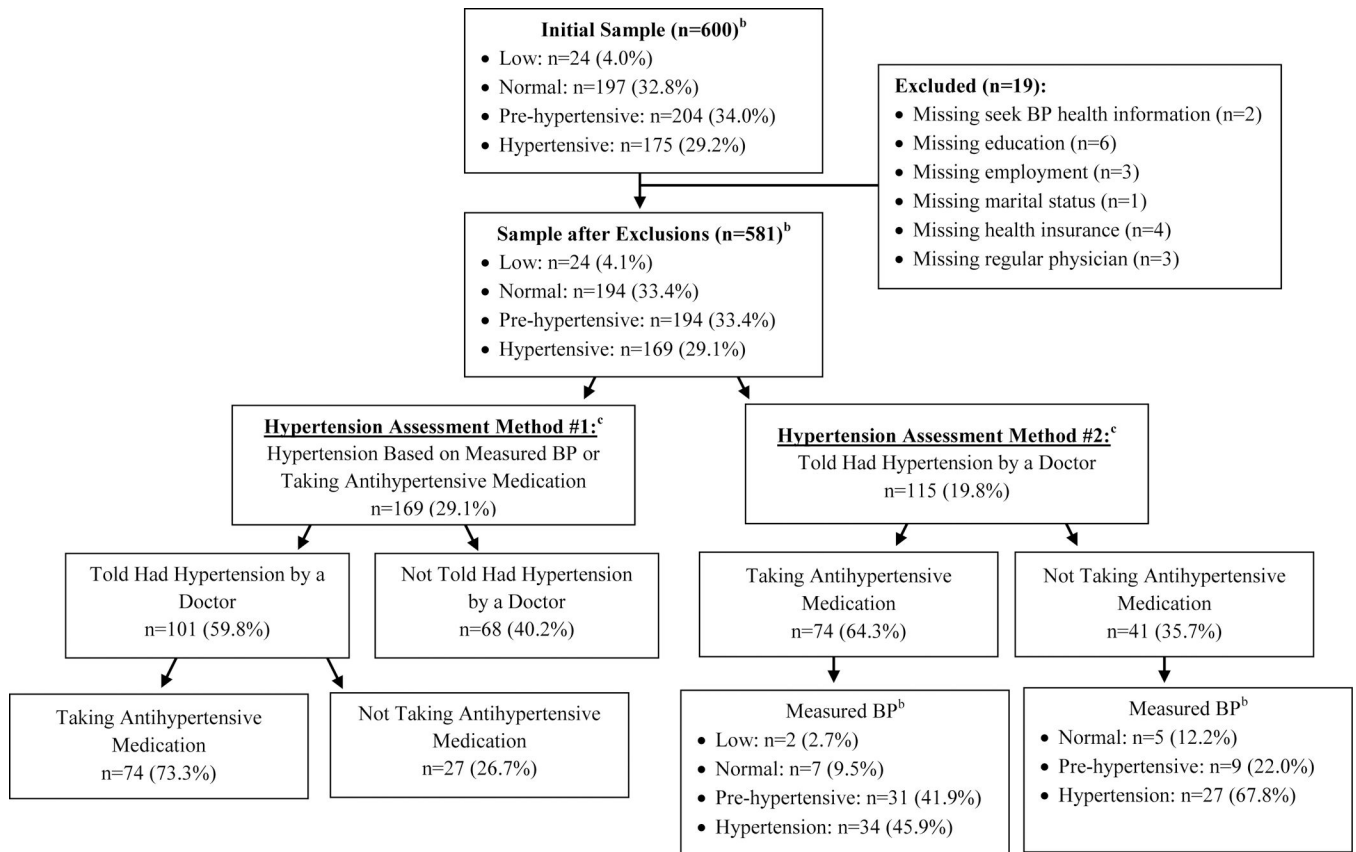 Initial Sample (n=600)b
• Low: n=24 (4.0%)
• Normal: n=197 (32.8%)
• Pre-hypertensive: n=204 (34.0%)
• Hypertensive: n=175 (29.2%)
Excluded (n=19):
• Missing seek BP health information (n=2)
• Missing education (n=6)
• Missing employment (n=3)
• Missing marital status (n=1)
• Missing health insurance (n=4)
• Missing regular physician (n=3)
Sample after Exclusions (n=581)b
• Low: n=24 (4.1%)
• Normal: n=194 (33.4%)
• Pre-hypertensive: n=194 (33.4%)
• Hypertensive: n=169 (29.1%)
Hypertension Assessment Method #1:c
Hypertension Based on Measured BP or
Taking Antihypertensive Medication
n=169 (29.1%)
Hypertension Assessment Method #2:c
Told Had Hypertension by a Doctor
n=115 (19.8%)
Told Had Hypertension by a
Doctor
n=101 (59.8%)
Not Told Had Hypertension
by a Doctor
n=68 (40.2%)
Taking Antihypertensive
Medication
n=74 (64.3%)
Not Taking Antihypertensive
Medication
n=41 (35.7%)
Taking Antihypertensive
Medication
n=74 (73.3%)
Not Taking Antihypertensive
Medication
n=27 (26.7%)
Measured BPb
• Low: n=2 (2.7%)
• Normal: n=7 (9.5%)
• Pre-hypertensive: n=31 (41.9%)
• Hypertension: n=34 (45.9%)
Measured BPb
• Normal: n=5 (12.2%)
• Pre-hypertensive: n=9 (22.0%)
• Hypertension: n=27 (67.8%)